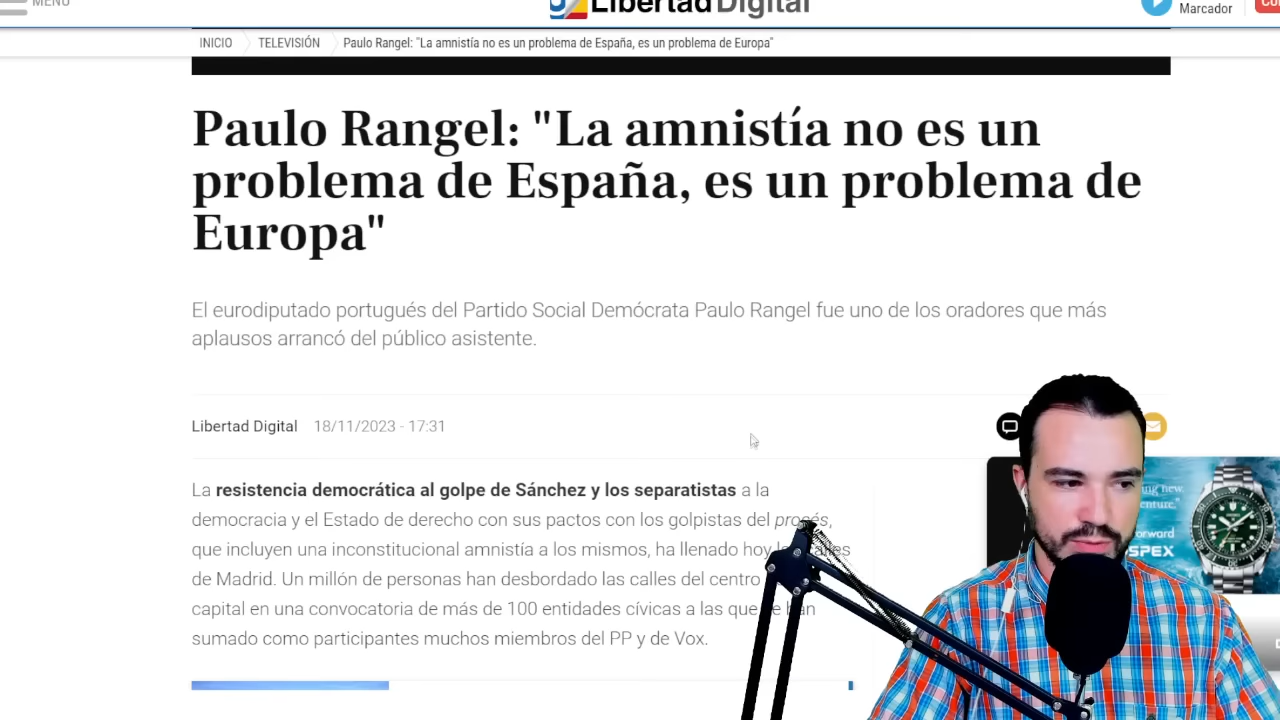 MENÚ
Libertad Digital
Marcador
INICIO
TELEVISIÓN
Paulo Rangel: "La amnistía no es un problema de España, es un problema de Europa"
Paulo Rangel: "La amnistía no es un
problema de España, es un problema de
Europa"
El eurodiputado portugués del Partido Social Demócrata Paulo Rangel fue uno de los oradores que más
aplausos arrancó del público asistente.
Libertad Digital
18/11/2023 - 17:31
La resistencia democrática al golpe de Sánchez y los separatistas a la
democracia y el Estado de derecho con sus pactos con los golpistas del procés,
que incluyen una inconstitucional amnistía a los mismos, ha llenado hoy las calles
de Madrid. Un millón de personas han desbordado las calles del centro
capital en una convocatoria de más de 100 entidades cívicas a las que se han
sumado como participantes muchos miembros del PP y de Vox.